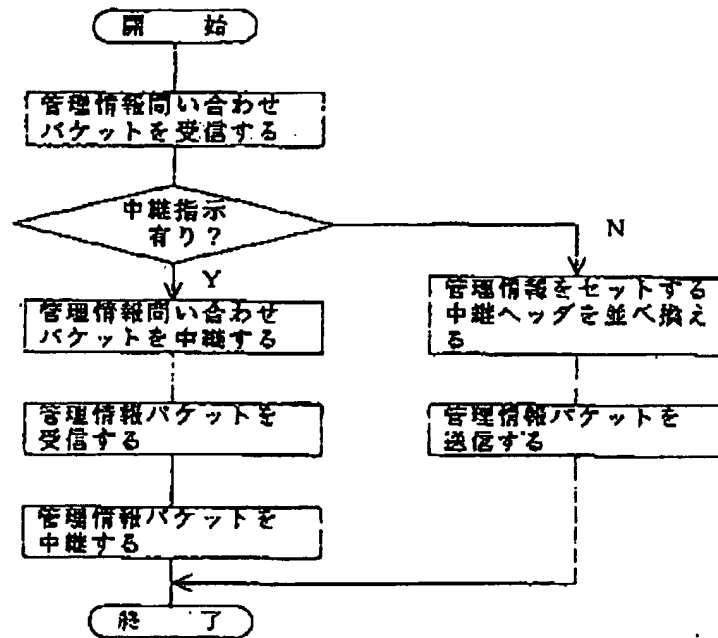 開 始
管理情報問い合わせ
パケットを受信する
中継指示
有り?
N
Y
管理情報問い合わせ
パケットを中継する
管理情報をセットする
中継ヘッダを並べ換え
る
管理情報パケットを
受信する
管理情報パケットを
送信する
管理情報パケットを
中継する
終 了